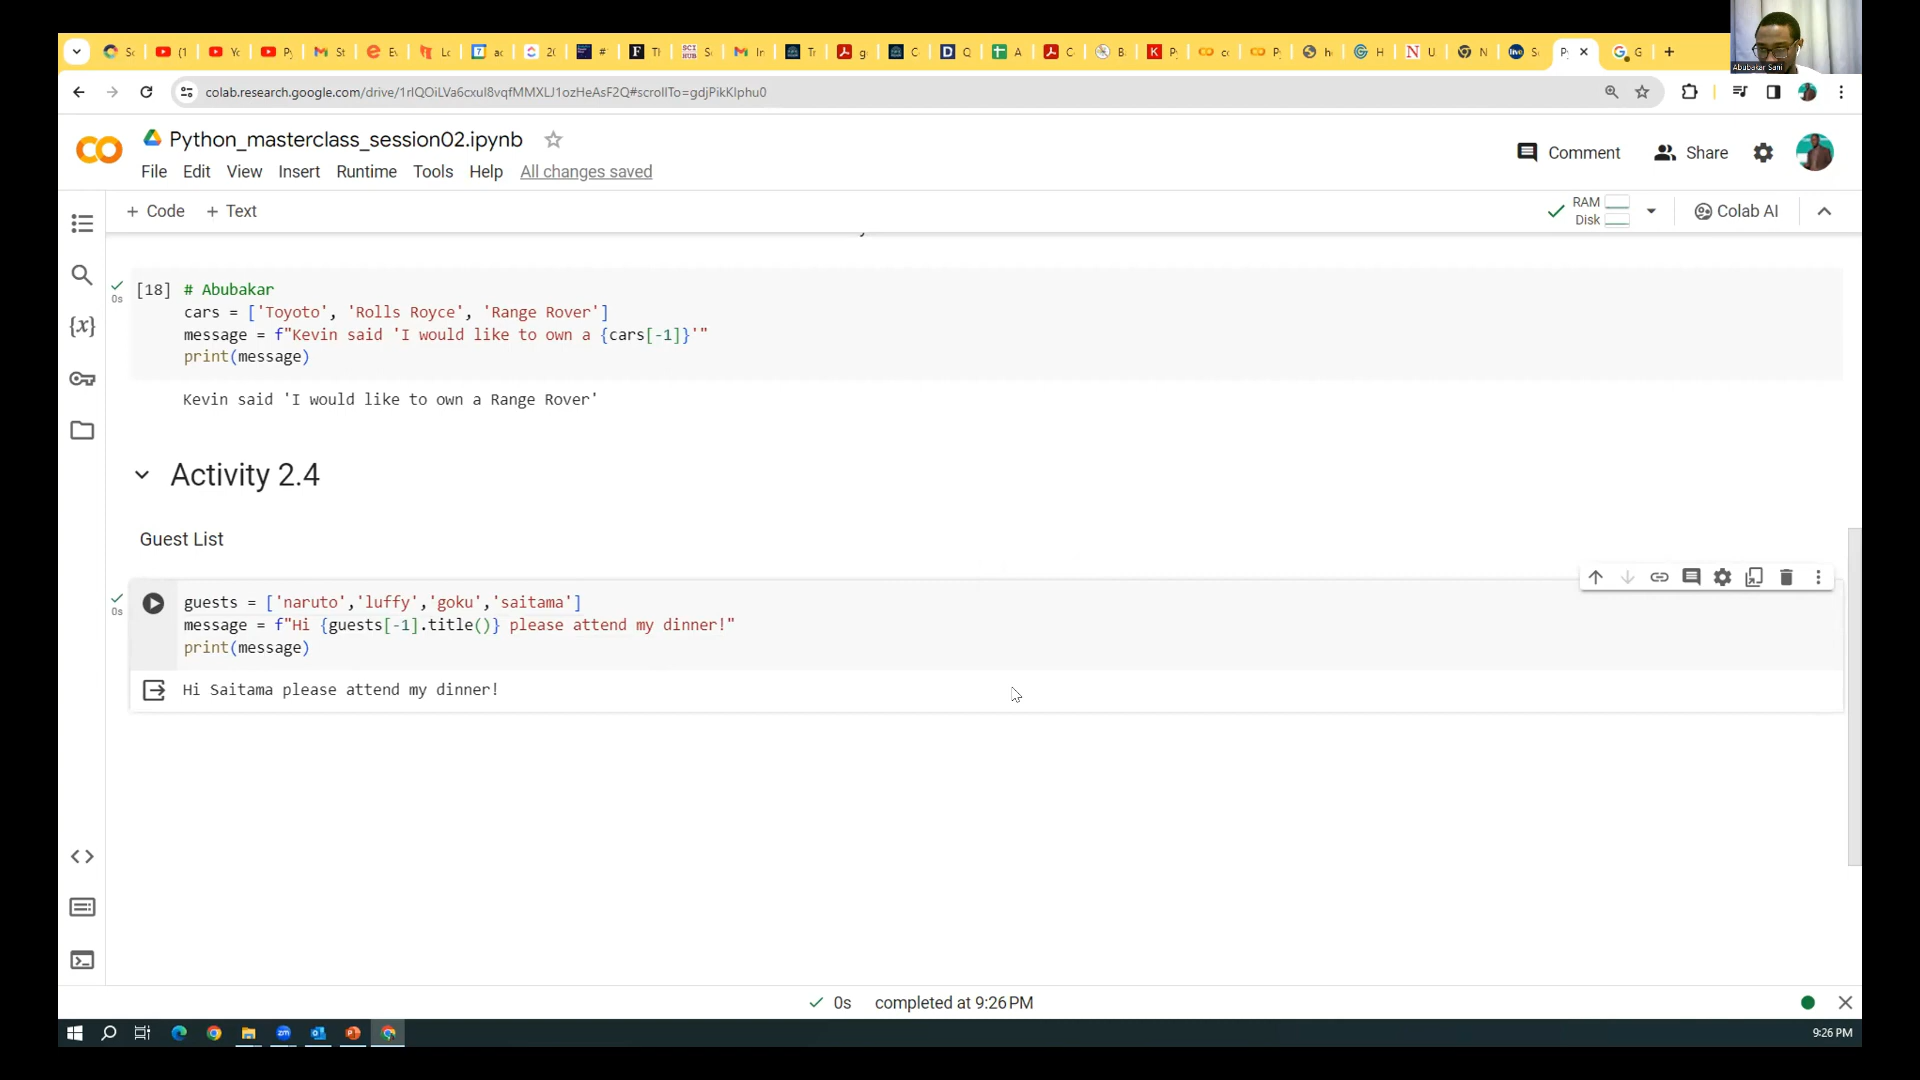 Abubakar Sani
colab.research.google.com/drive/1rlQOiLVa6cxul8vqfMMXLJ1ozHeAsF2Q#scrollTo=gdjPikKlphu0
Python_masterclass_session02.ipynb
File Edit View Insert Runtime Tools Help All changes saved
Comment Share
+ Code + Text
RAM
Disk
Colab AI
[18] # Abubakar
cars = ['Toyoto', 'Rolls Royce', 'Range Rover']
message = f"Kevin said 'I would like to own a {cars[-1]}'"
print(message)
0s
Kevin said 'I would like to own a Range Rover'
Activity 2.4
Guest List
guests = ['naruto','luffy','goku','saitama']
0s
message = f"Hi {guests[-1].title()} please attend my dinner!"
print(message)
Hi Saitama please attend my dinner!
0s completed at 9:26 PM
9:26 PM